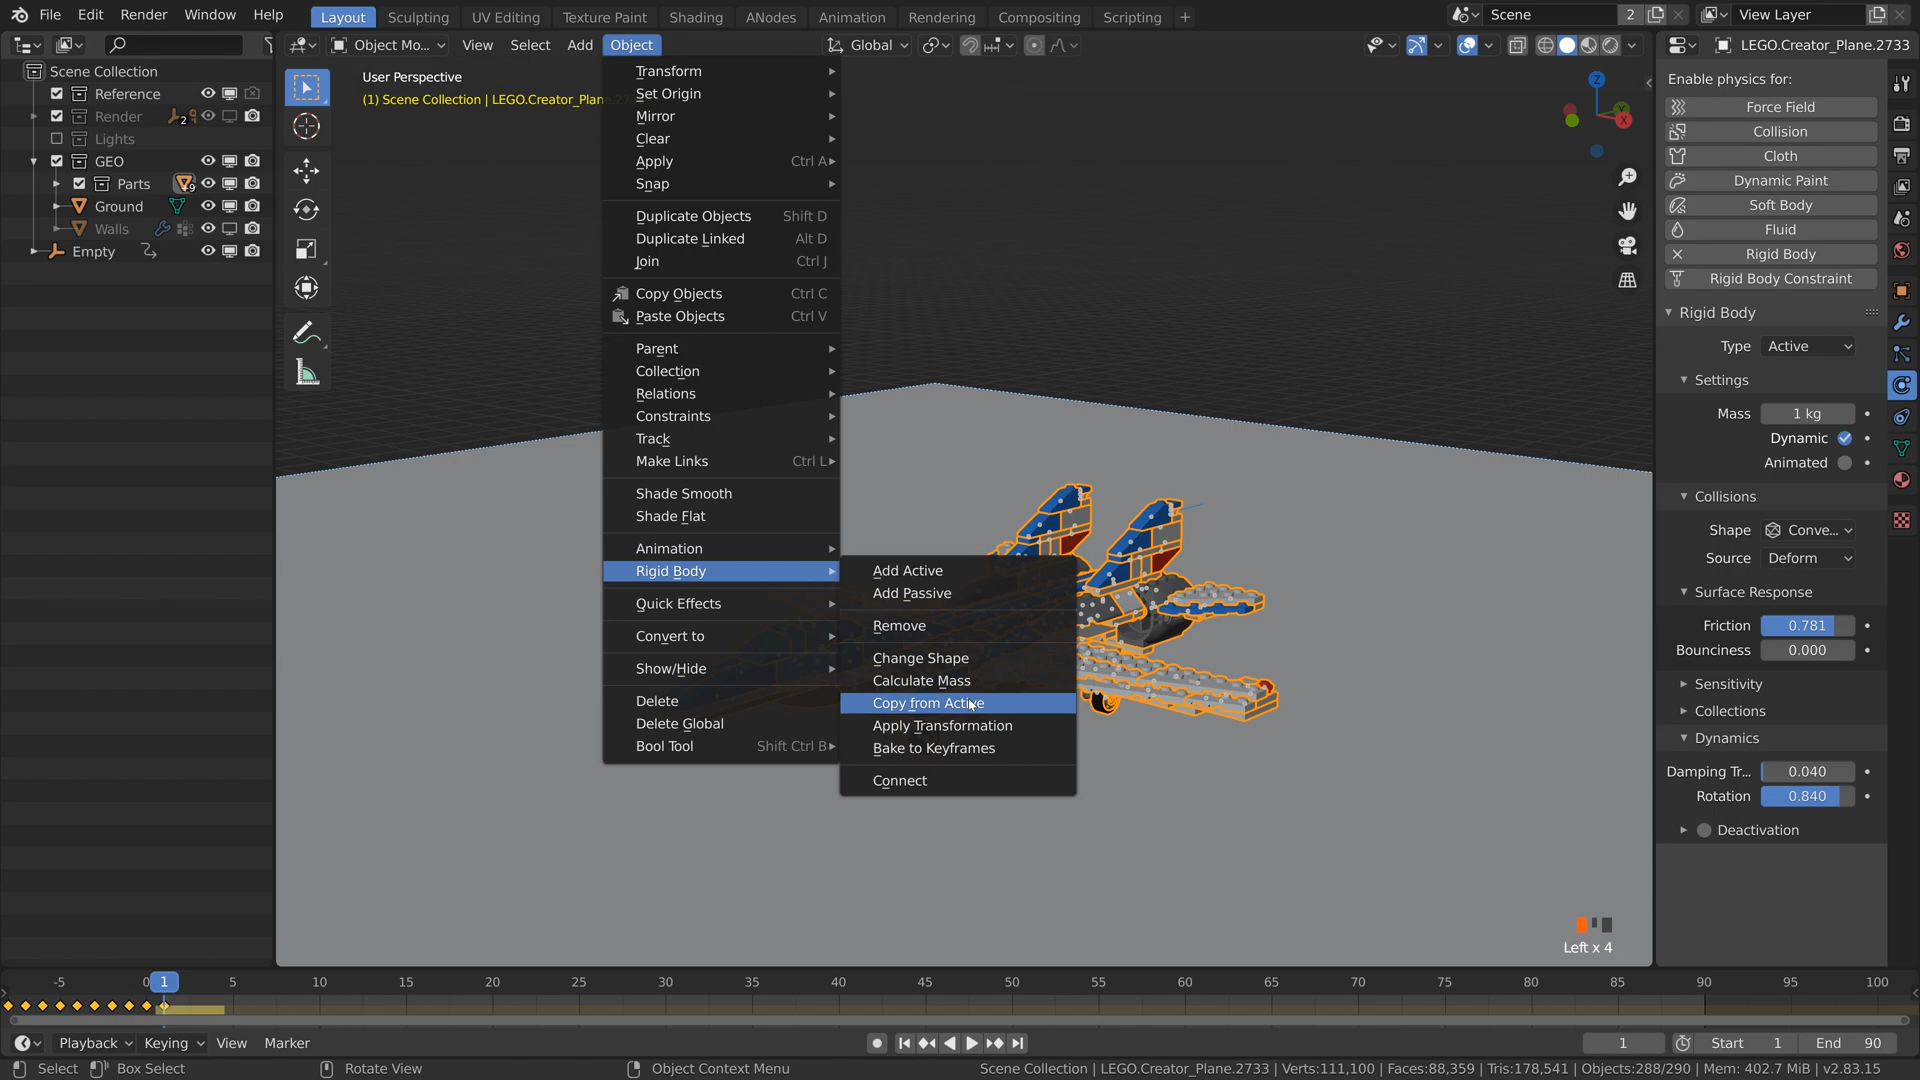 File Edit Render Window Help Layout Sculpting UV Editing Texture Paint Shading ANodes Animation Rendering Compositing Scripting + Scene 2 View Layer
Object Mo... View Select Add Object Global LEGO.Creator_Plane.2733
Scene Collection
Reference
Render 2
Lights
GEO
Parts +9
Ground
Walls
Empty
User Perspective
(1) Scene Collection | LEGO.Creator_Plane.27
Transform
Set Origin
Mirror
Clear
Apply Ctrl A
Snap
Duplicate Objects Shift D
Duplicate Linked Alt D
Join Ctrl J
Copy Objects Ctrl C
Paste Objects Ctrl V
Parent
Collection
Relations
Constraints
Track
Make Links Ctrl L
Shade Smooth
Shade Flat
Animation
Rigid Body
Quick Effects
Convert to
Show/Hide
Delete
Delete Global
Bool Tool Shift Ctrl B
Add Active
Add Passive
Remove
Change Shape
Calculate Mass
Copy from Active
Apply Transformation
Bake to Keyframes
Connect
Z
Y
X
Left x 4
Enable physics for:
Force Field
Collision
Cloth
Dynamic Paint
Soft Body
Fluid
Rigid Body
Rigid Body Constraint
Rigid Body
Type Active
Settings
Mass 1 kg
Dynamic
Animated
Collisions
Shape Conve...
Source Deform
Surface Response
Friction 0.781
Bounciness 0.000
Sensitivity
Collections
Dynamics
Damping Tr... 0.040
Rotation 0.840
Deactivation
-5 0 1 5 10 15 20 25 30 35 40 45 50 55 60 65 70 75 80 85 90 95 100
Playback Keying View Marker 1 Start 1 End 90
Select Box Select Rotate View Object Context Menu Scene Collection | LEGO.Creator_Plane.2733 | Verts:111,100 | Faces:88,359 | Tris:178,541 | Objects:288/290 | Mem: 402.7 MiB | v2.83.15